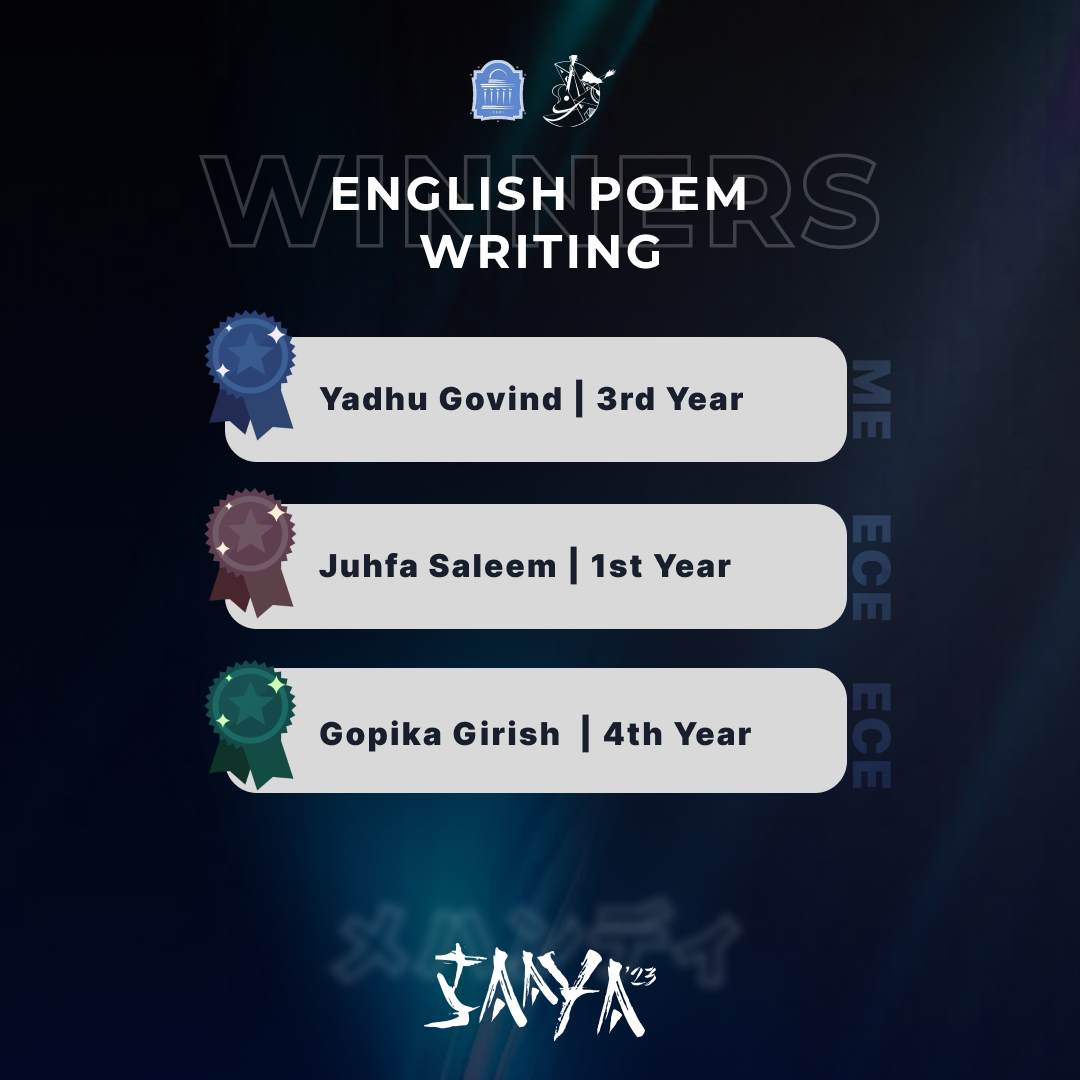 WINNERS
ENGLISH POEM
WRITING
Yadhu Govind | 3rd Year
ME
Juhfa Saleem | 1st Year
ECE
Gopika Girish | 4th Year
ECE
SAAYA '23